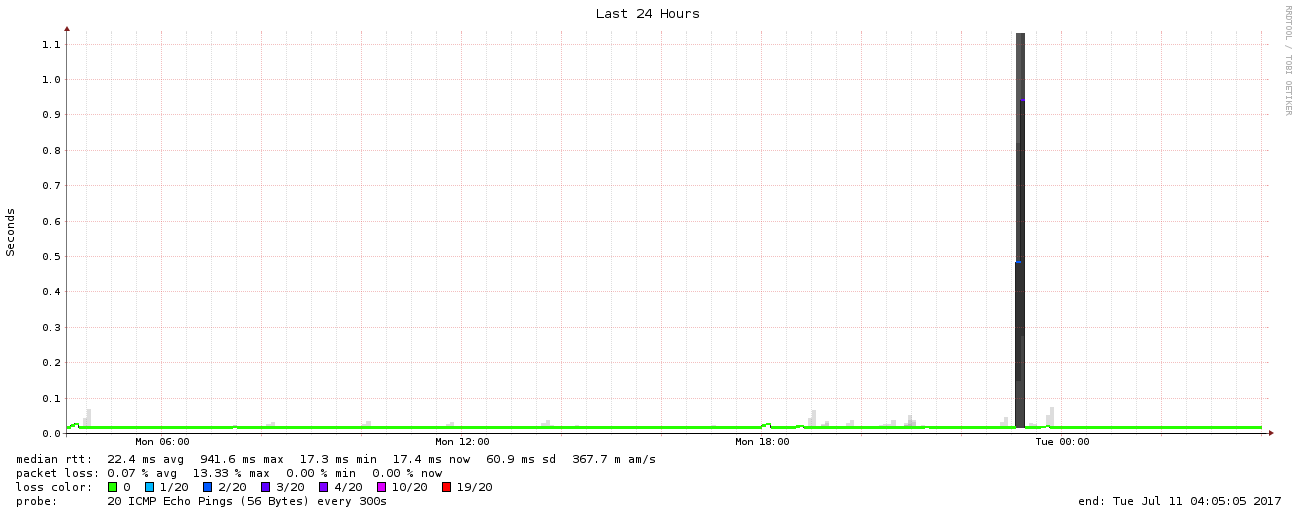 Last 24 Hours
RRDTOOL / TOBI OETIKER
Seconds
1.1
1.0
0.9
0.8
0.7
0.6
0.5
0.4
0.3
0.2
0.1
0.0
Mon 06:00 Mon 12:00 Mon 18:00 Tue 00:00
median rtt: 22.4 ms avg 941.6 ms max 17.3 ms min 17.4 ms now 60.9 ms sd 367.7 m am/s
packet loss: 0.07 % avg 13.33 % max 0.00 % min 0.00 % now
loss color: 0 1/20 2/20 3/20 4/20 10/20 19/20
probe: 20 ICMP Echo Pings (56 Bytes) every 300s end: Tue Jul 11 04:05:05 2017